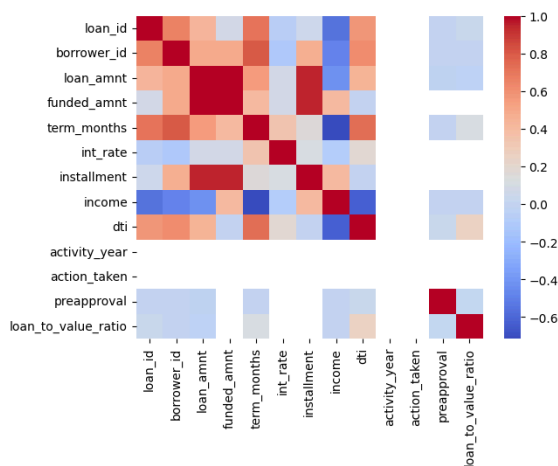 loan_id
borrower_id
loan_amnt
funded_amnt
term_months
int_rate
installment
income
dti
activity_year
action_taken
preapproval
loan_to_value_ratio
loan_id
borrower_id
loan_amnt
funded_amnt
term_months
int_rate
installment
income
dti
activity_year
action_taken
preapproval
loan_to_value_ratio
1.0
0.8
0.6
0.4
0.2
0.0
−0.2
−0.4
−0.6